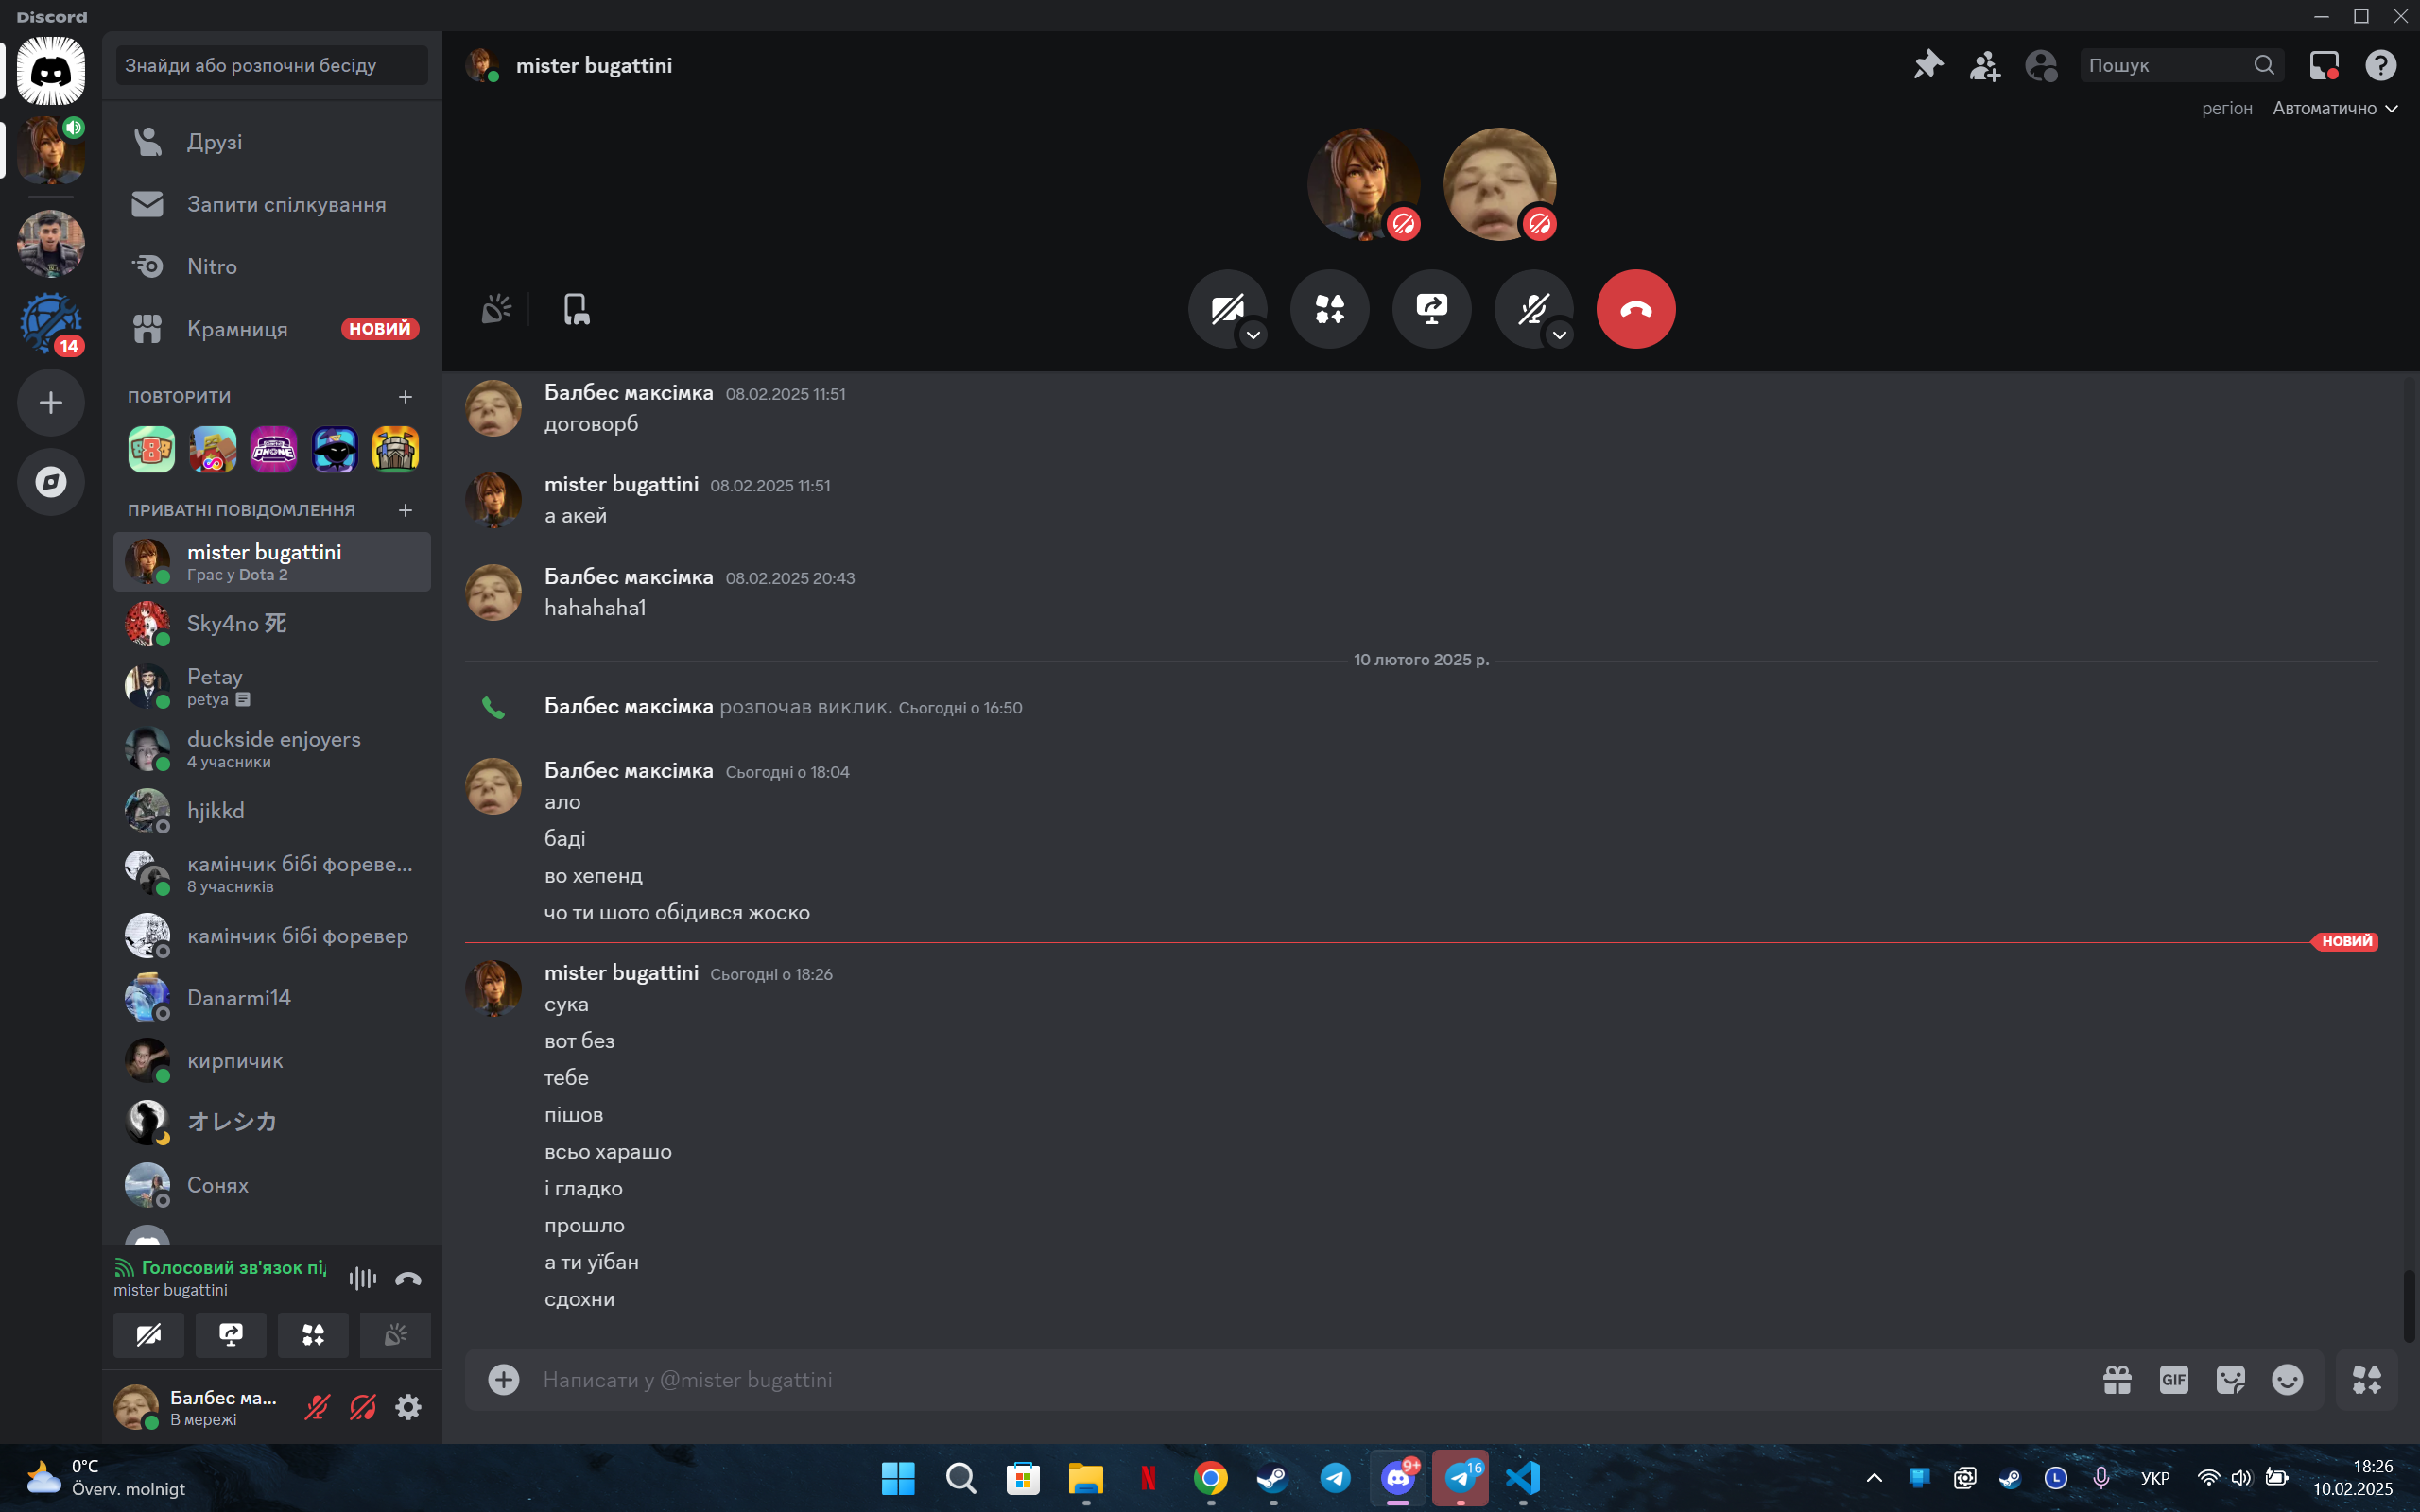 Discord
Знайди або розпочни бесіду
Друзі
Запити спілкування
Nitro
Крамниця
НОВИЙ
14
ПОВТОРИТИ
PHONE
ПРИВАТНІ ПОВІДОМЛЕННЯ
mister bugattini
Грає у Dota 2
Sky4no 死
Petay
petya
duckside enjoyers
4 учасники
hjikkd
камінчик бібі фореве...
8 учасників
камінчик бібі форевер
Danarmi14
кирпичик
オレシカ
Сонях
Голосовий зв'язок під
mister bugattini
Балбес ма...
В мережі
mister bugattini
Пошук
регіон Автоматично
Балбес максімка 08.02.2025 11:51
договорб
mister bugattini 08.02.2025 11:51
а акей
Балбес максімка 08.02.2025 20:43
hahahaha1
10 лютого 2025 р.
Балбес максімка розпочав виклик. Сьогодні о 16:50
Балбес максімка Сьогодні о 18:04
ало
баді
во хепенд
чо ти шото обідився жоско
НОВИЙ
mister bugattini Сьогодні о 18:26
сука
вот без
тебе
пішов
всьо харашо
і гладко
прошло
а ти уїбан
сдохни
Написати у @mister bugattini
GIF
0°C
Överv. molnigt
9+
16
УКР
18:26
10.02.2025